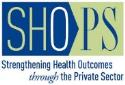 SHOPS
Strengthening Health Outcomes
through the Private Sector